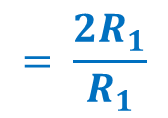 = 2R₁ / R₁